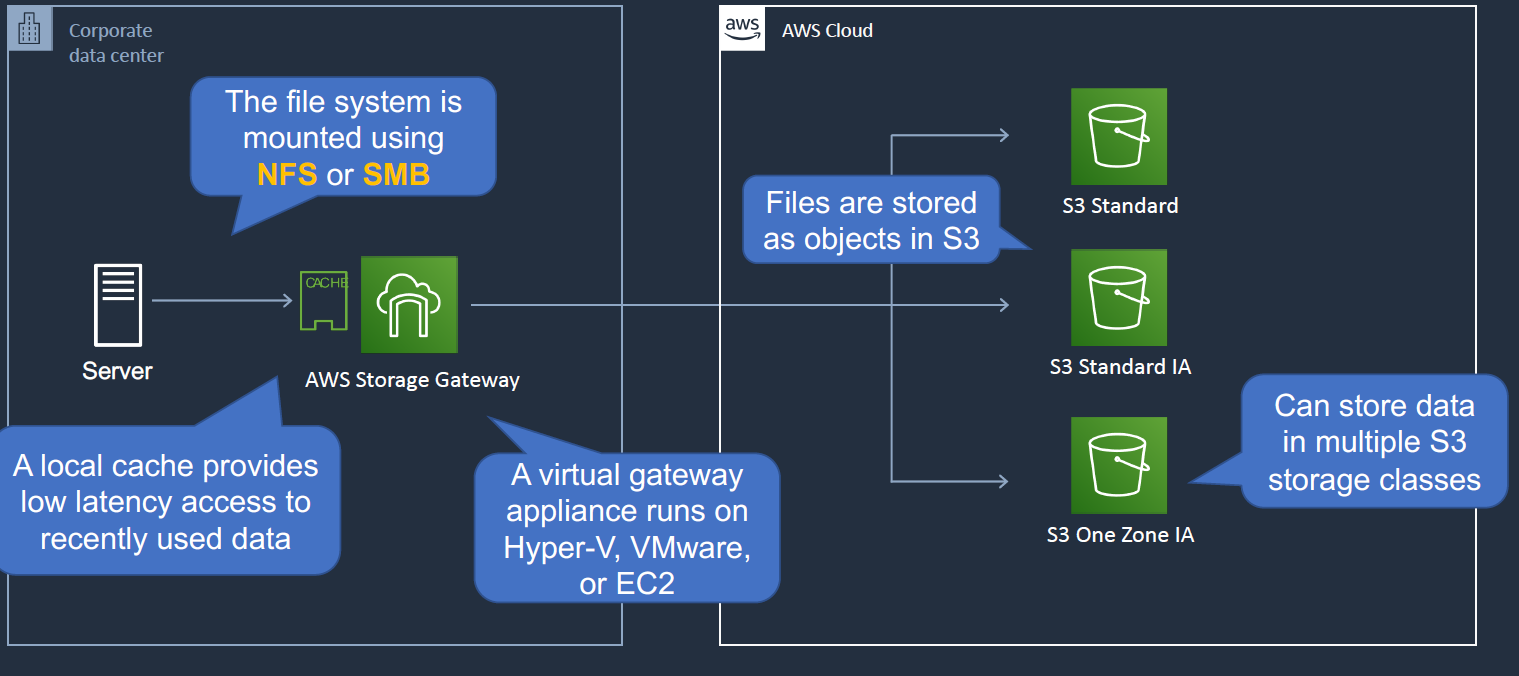 Corporate
data center
aws
AWS Cloud
The file system is
mounted using
NFS or SMB
Files are stored
as objects in S3
S3 Standard
CACHE
Server
AWS Storage Gateway
S3 Standard IA
A local cache provides
low latency access to
recently used data
A virtual gateway
appliance runs on
Hyper-V, VMware,
or EC2
Can store data
in multiple S3
storage classes
S3 One Zone IA